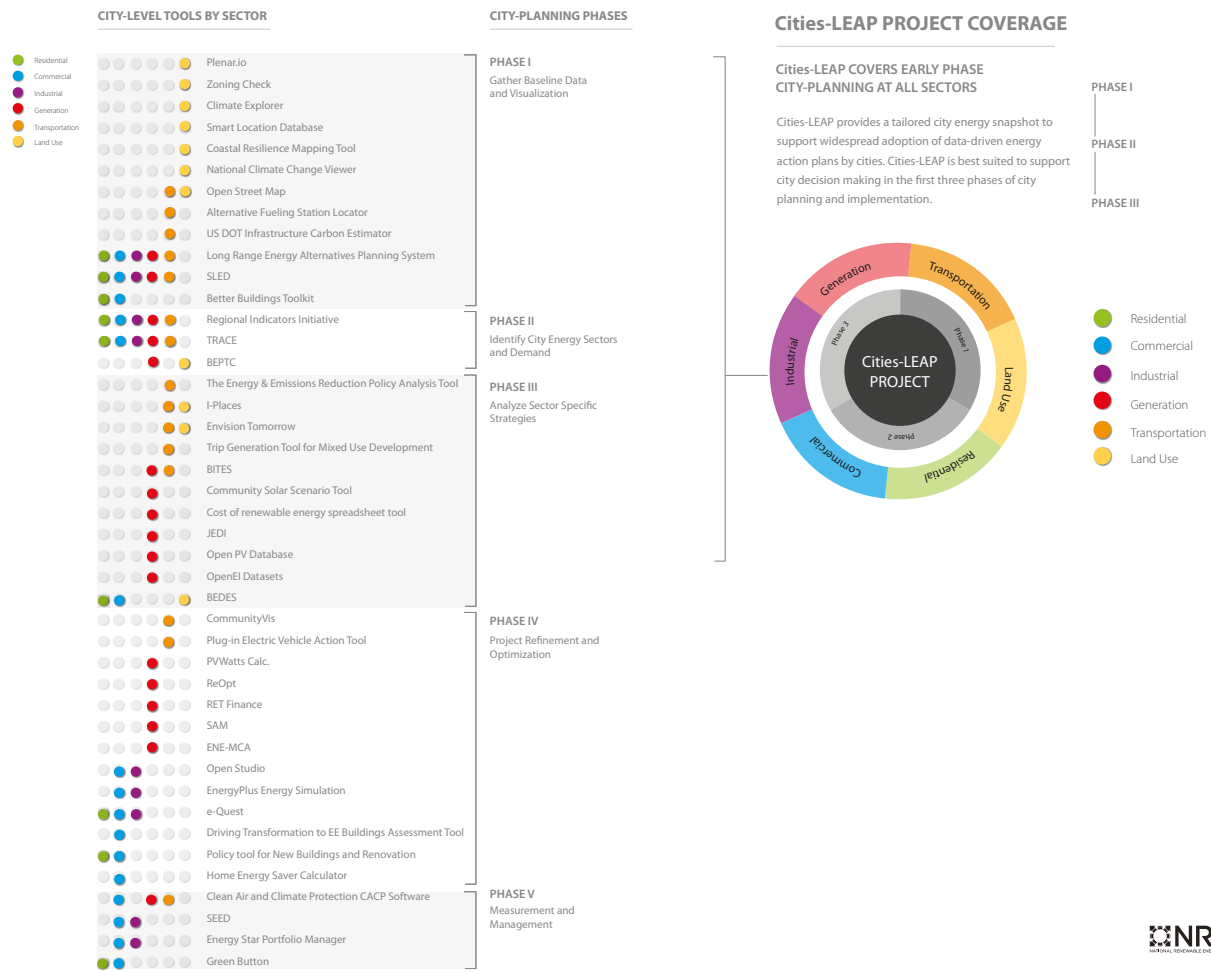 CITY-LEVEL TOOLS BY SECTOR
CITY-PLANNING PHASES
Cities-LEAP PROJECT COVERAGE
Residential
Commercial
Industrial
Generation
Transportation
Land Use
Plenar.io
Zoning Check
Climate Explorer
Smart Location Database
Coastal Resilience Mapping Tool
National Climate Change Viewer
Open Street Map
Alternative Fueling Station Locator
US DOT Infrastructure Carbon Estimator
Long Range Energy Alternatives Planning System
SLED
Better Buildings Toolkit
Regional Indicators Initiative
TRACE
BEPTC
The Energy & Emissions Reduction Policy Analysis Tool
I-Places
Envision Tomorrow
Trip Generation Tool for Mixed Use Development
BITES
Community Solar Scenario Tool
Cost of renewable energy spreadsheet tool
JEDI
Open PV Database
OpenEI Datasets
BEDES
CommunityVis
Plug-in Electric Vehicle Action Tool
PVWatts Calc.
ReOpt
RET Finance
SAM
ENE-MCA
Open Studio
EnergyPlus Energy Simulation
e-Quest
Driving Transformation to EE Buildings Assessment Tool
Policy tool for New Buildings and Renovation
Home Energy Saver Calculator
Clean Air and Climate Protection CACP Software
SEED
Energy Star Portfolio Manager
Green Button
PHASE I
Gather Baseline Data
and Visualization
PHASE II
Identify City Energy Sectors
and Demand
PHASE III
Analyze Sector Specific
Strategies
PHASE IV
Project Refinement and
Optimization
PHASE V
Measurement and
Management
Cities-LEAP COVERS EARLY PHASE
CITY-PLANNING AT ALL SECTORS
Cities-LEAP provides a tailored city energy snapshot to
support widespread adoption of data-driven energy
action plans by cities. Cities-LEAP is best suited to support
city decision making in the first three phases of city
planning and implementation.
PHASE I
PHASE II
PHASE III
Generation
Transportation
Land Use
Residential
Commercial
Industrial
Phase 1
Phase 2
Phase 3
Cities-LEAP
PROJECT
Residential
Commercial
Industrial
Generation
Transportation
Land Use
NR
NATIONAL RENEWABLE ENE